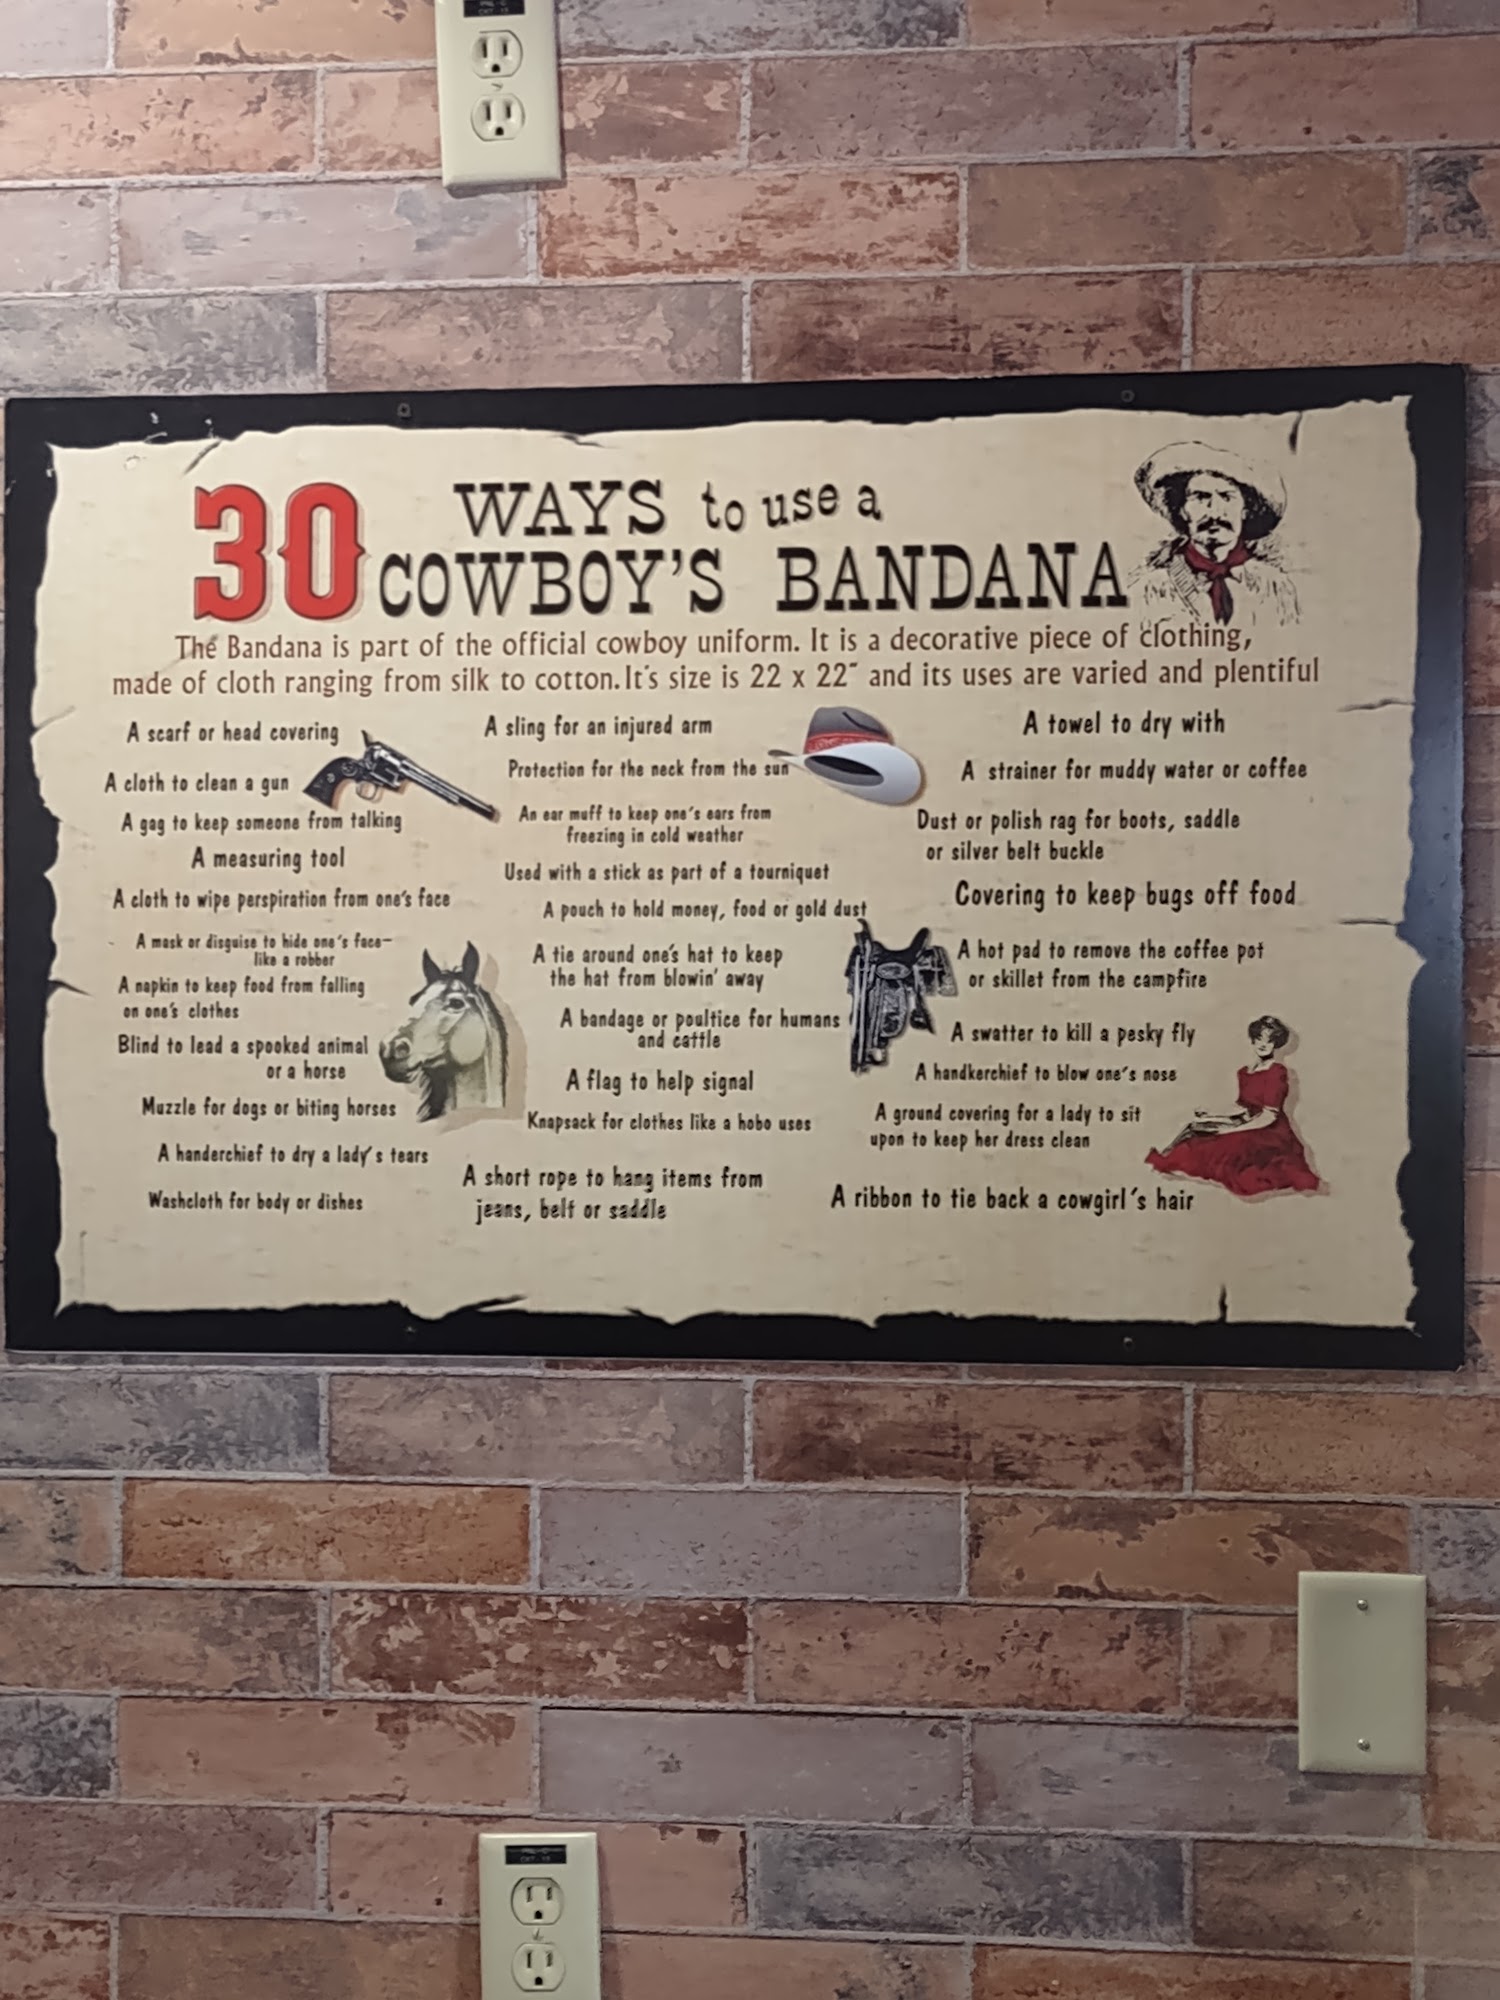 30 WAYS to use a
COWBOY'S BANDANA
The Bandana is part of the official cowboy uniform. It is a decorative piece of clothing,
made of cloth ranging from silk to cotton. It's size is 22 x 22" and its uses are varied and plentiful
A scarf or head covering
A cloth to clean a gun
A gag to keep someone from talking
A measuring tool
A cloth to wipe perspiration from one's face
A mask or disguise to hide one's face—
like a robber
A napkin to keep food from falling
on one's clothes
Blind to lead a spooked animal
or a horse
Muzzle for dogs or biting horses
A handerchief to dry a lady's tears
Washcloth for body or dishes
A sling for an injured arm
Protection for the neck from the sun
An ear muff to keep one's ears from
freezing in cold weather
Used with a stick as part of a tourniquet
A pouch to hold money, food or gold dust
A tie around one's hat to keep
the hat from blowin' away
A bandage or poultice for humans
and cattle
A flag to help signal
Knapsack for clothes like a hobo uses
A short rope to hang items from
jeans, belt or saddle
A towel to dry with
A strainer for muddy water or coffee
Dust or polish rag for boots, saddle
or silver belt buckle
Covering to keep bugs off food
A hot pad to remove the coffee pot
or skillet from the campfire
A swatter to kill a pesky fly
A handkerchief to blow one's nose
A ground covering for a lady to sit
upon to keep her dress clean
A ribbon to tie back a cowgirl's hair